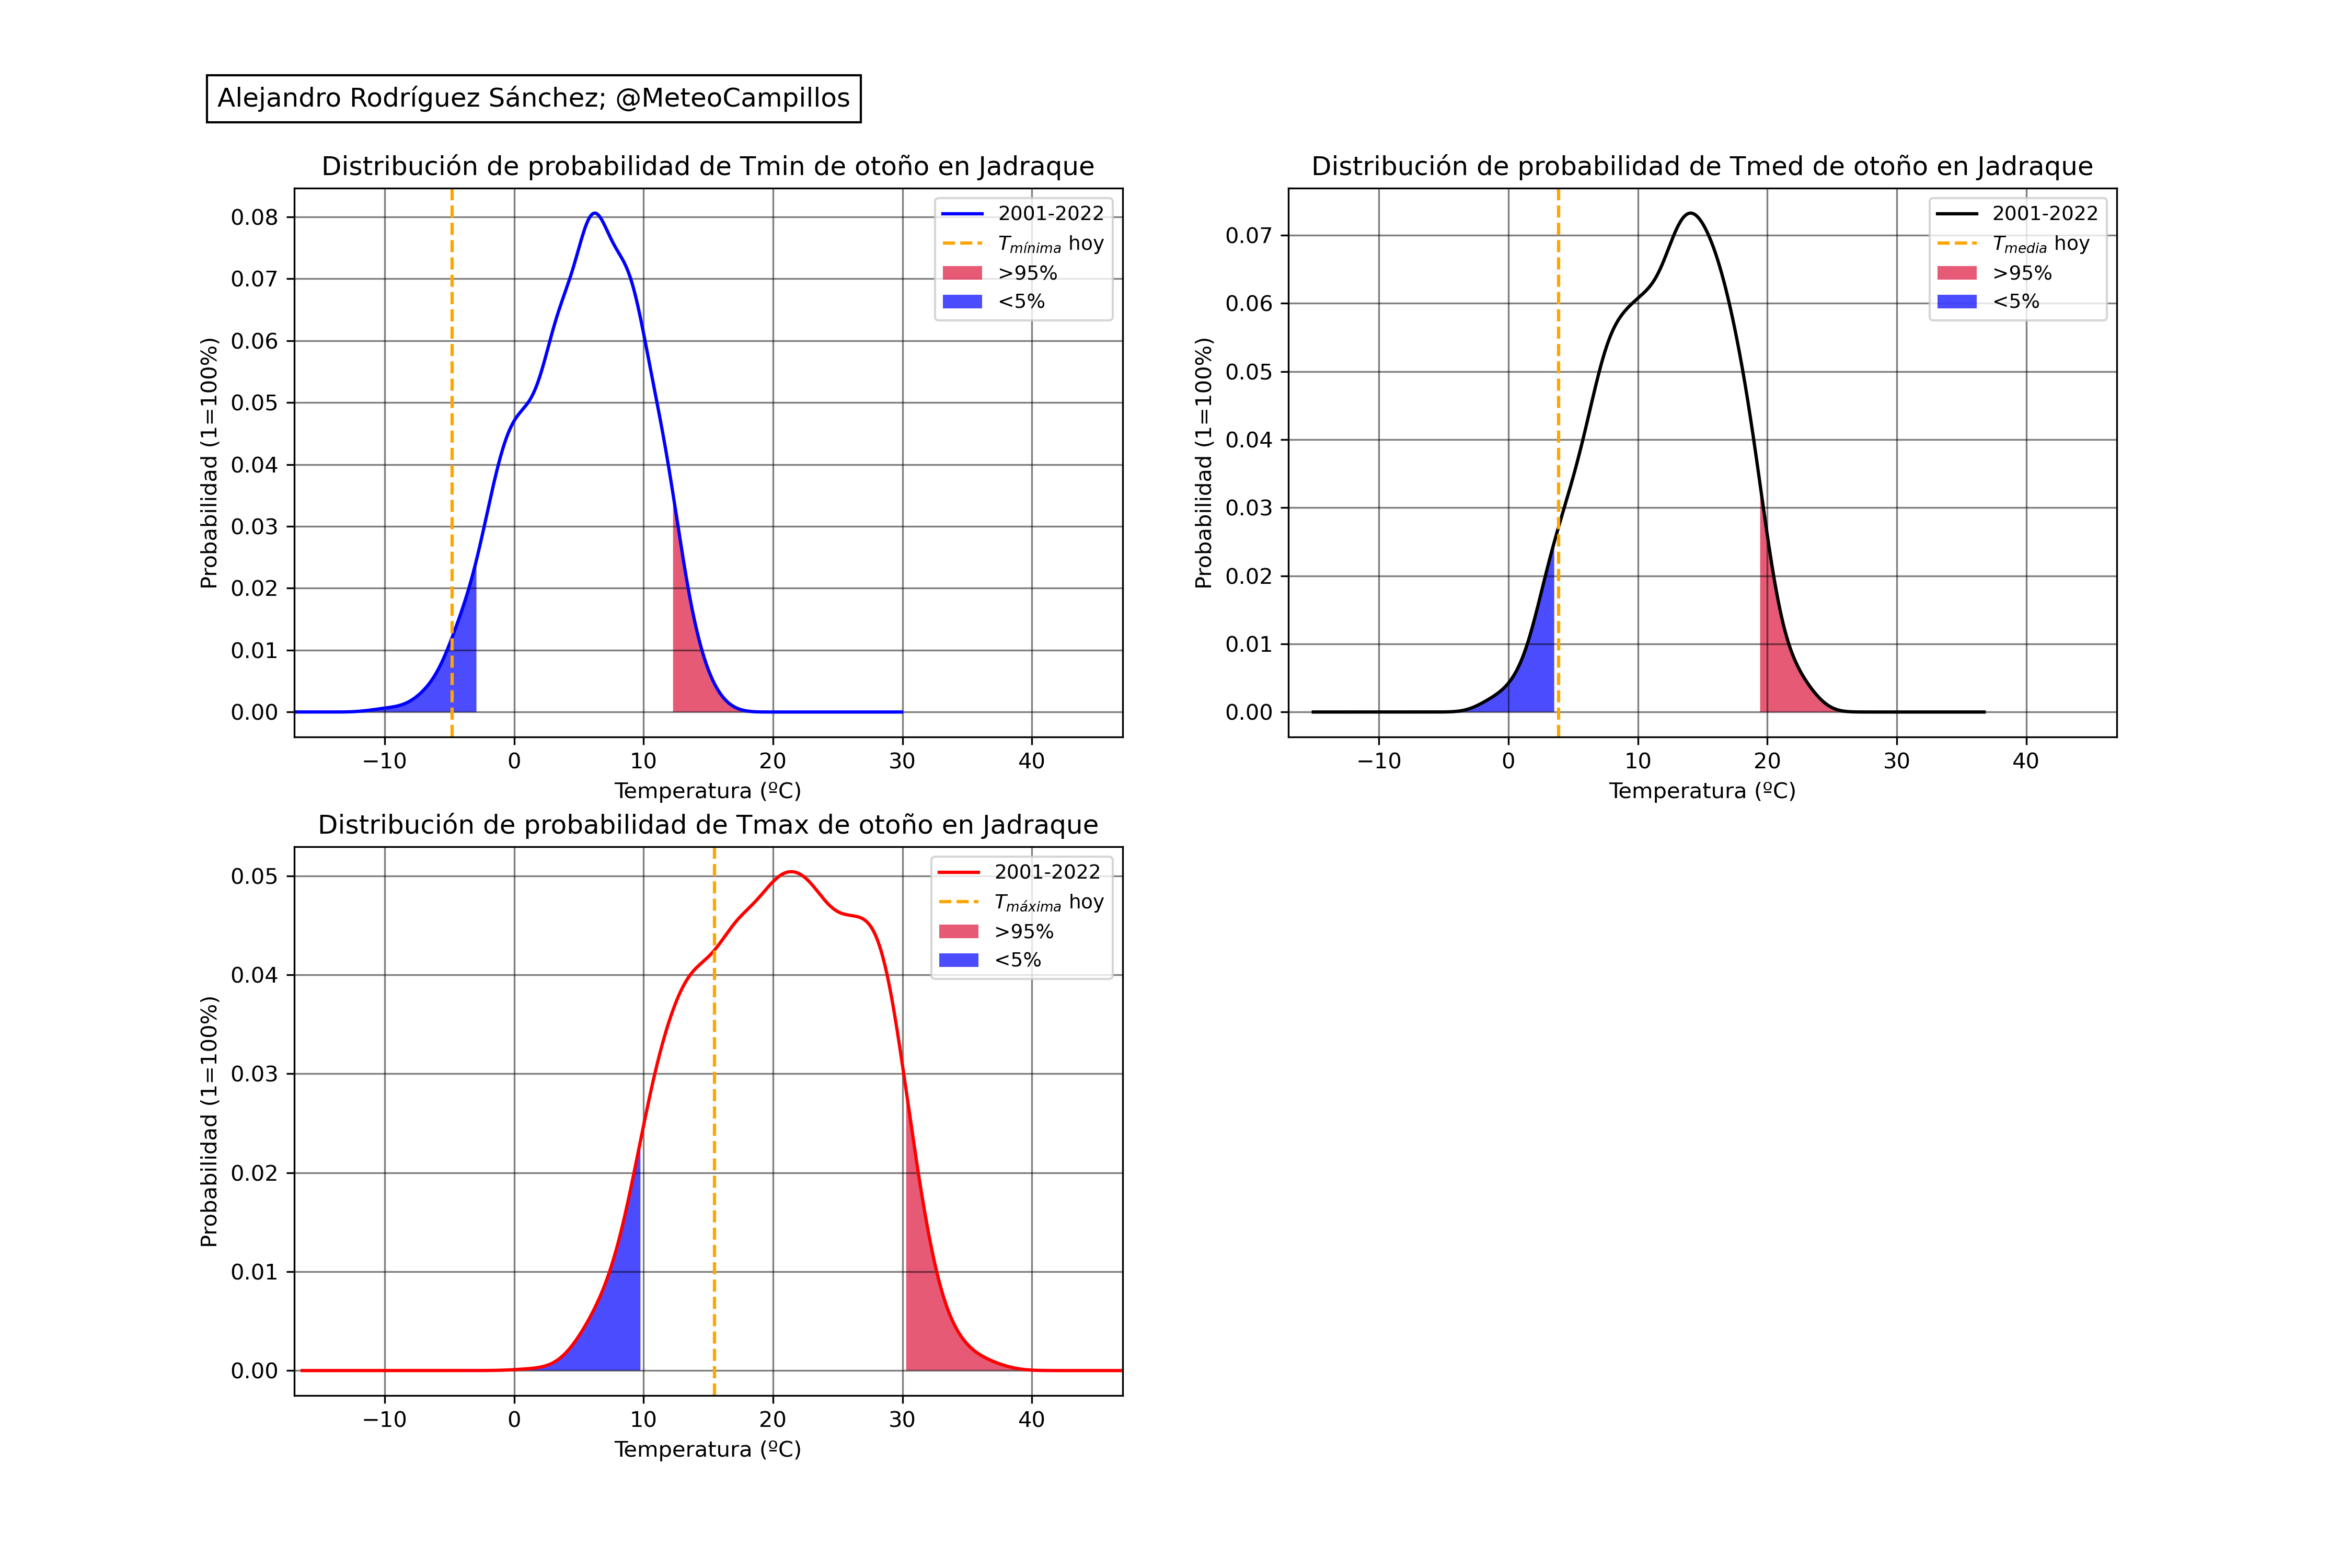 Alejandro Rodríguez Sánchez; @MeteoCampillos
Distribución de probabilidad de Tmin de otoño en Jadraque
0.08
0.07
0.06
0.05
0.04
0.03
0.02
0.01
0.00
Probabilidad (1=100%)
2001-2022
Tmínima hoy
>95%
<5%
−10 0 10 20 30 40
Temperatura (ºC)
Distribución de probabilidad de Tmed de otoño en Jadraque
0.07
0.06
0.05
0.04
0.03
0.02
0.01
0.00
Probabilidad (1=100%)
2001-2022
Tmedia hoy
>95%
<5%
−10 0 10 20 30 40
Temperatura (ºC)
Distribución de probabilidad de Tmax de otoño en Jadraque
0.05
0.04
0.03
0.02
0.01
0.00
Probabilidad (1=100%)
2001-2022
Tmáxima hoy
>95%
<5%
−10 0 10 20 30 40
Temperatura (ºC)